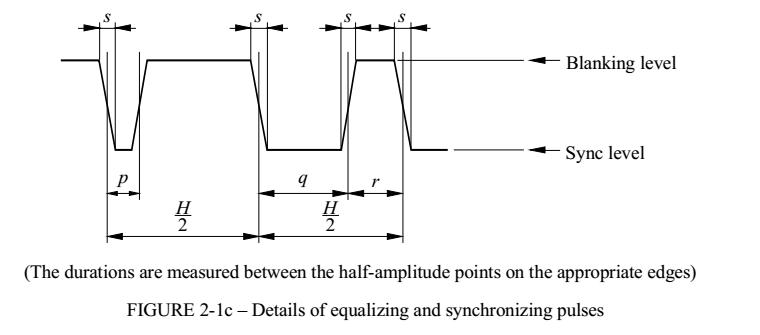 s s s s
Blanking level
Sync level
p q r
H/2 H/2
(The durations are measured between the half-amplitude points on the appropriate edges)
FIGURE 2-1c – Details of equalizing and synchronizing pulses